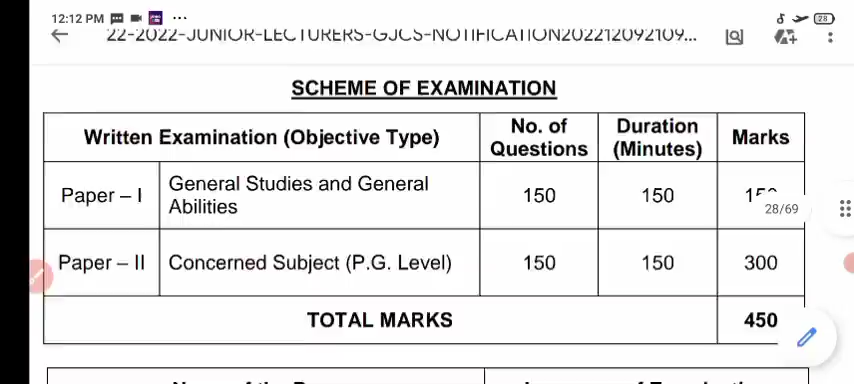 12:12 PM
28
22-2022-JUNIOR-LECTURERS-GJCS-NOTIFICATION202212092109...
SCHEME OF EXAMINATION
Written Examination (Objective Type) No. of Questions Duration (Minutes) Marks
Paper – I General Studies and General Abilities 150 150
28/69
Paper – II Concerned Subject (P.G. Level) 150 150 300
TOTAL MARKS 450